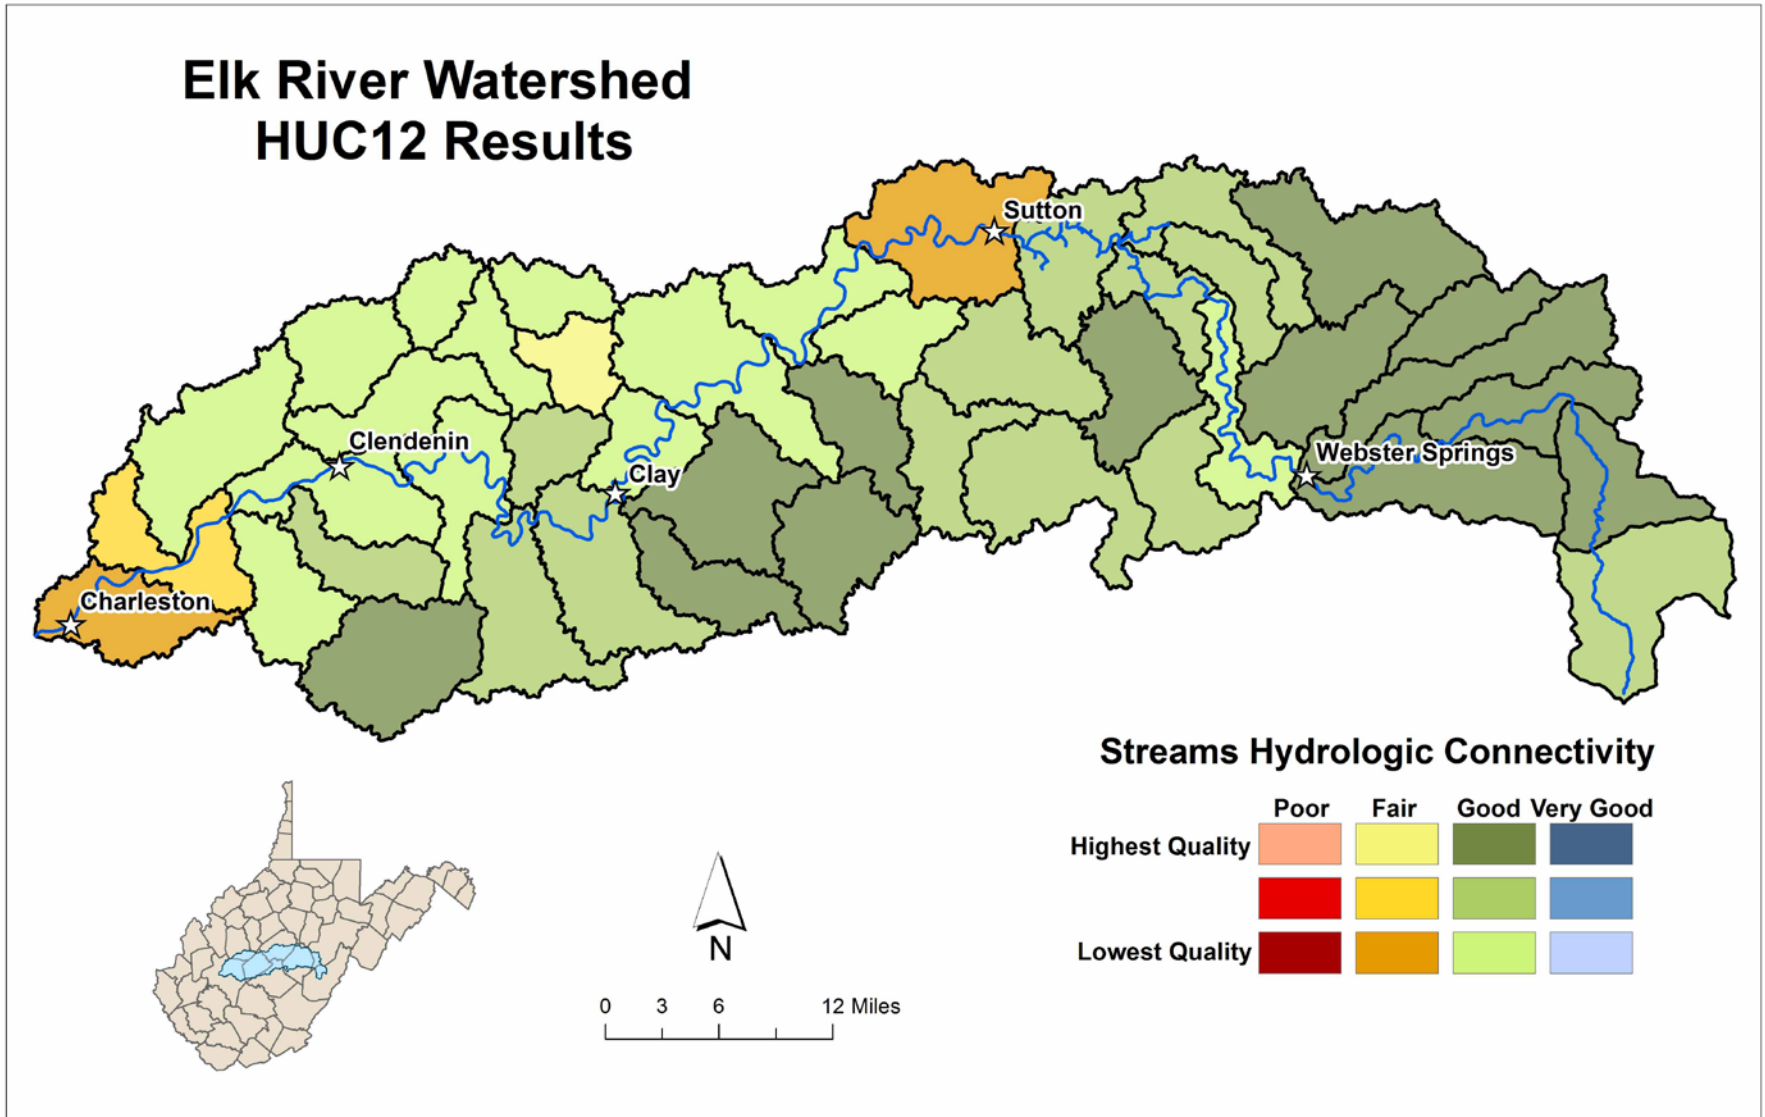 Elk River Watershed
HUC12 Results
Sutton
Clendenin
Clay
Webster Springs
Charleston
Streams Hydrologic Connectivity
Poor Fair Good Very Good
Highest Quality
Lowest Quality
N
0 3 6 12 Miles